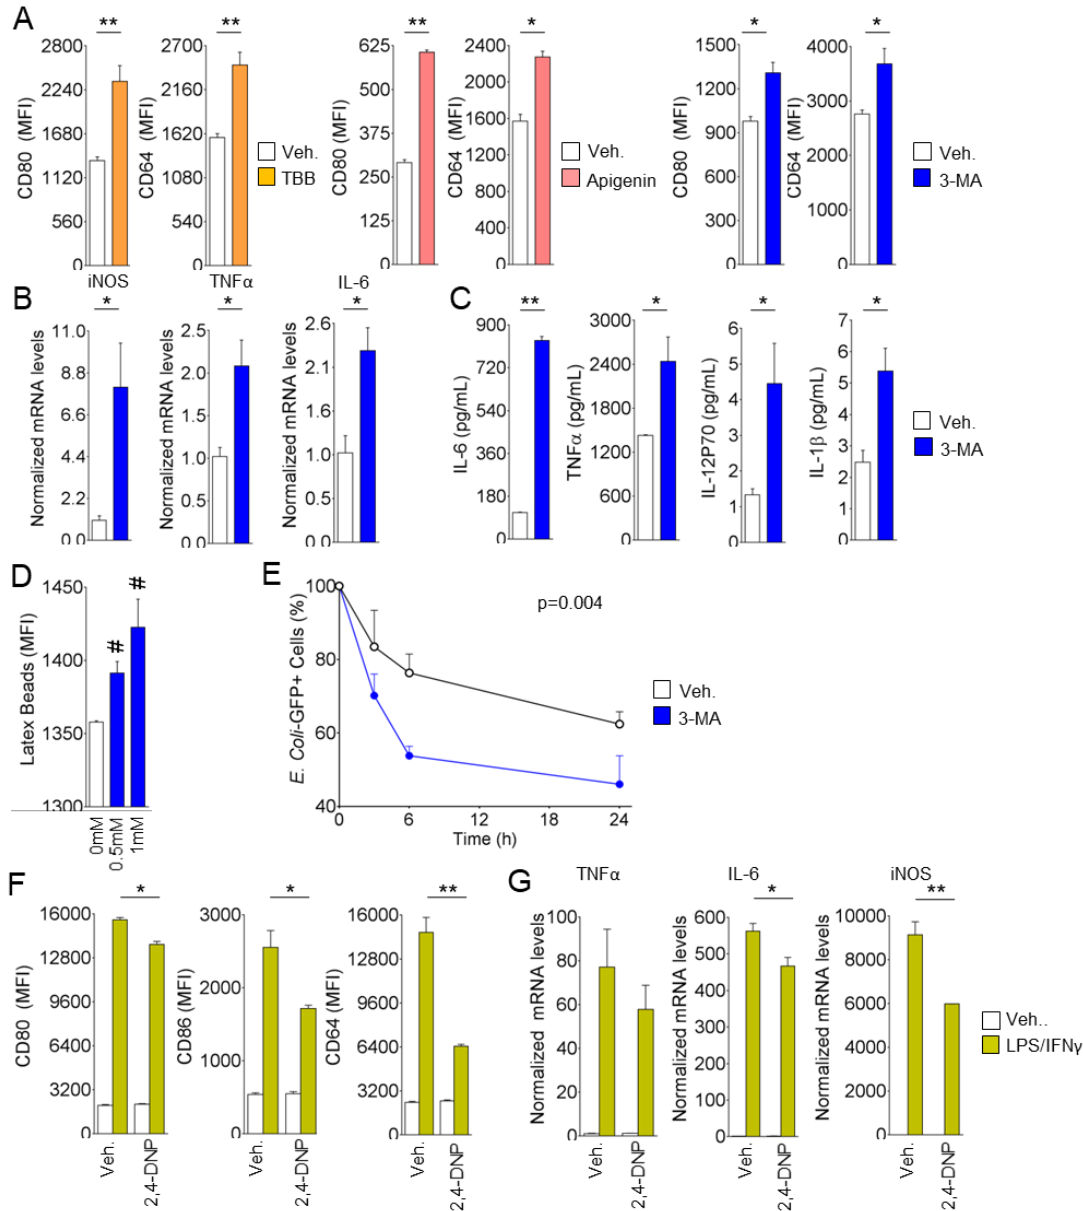 A
** ** ** * * *
CD80 (MFI)
2800
2240
1680
1120
560
0
CD64 (MFI)
2700
2160
1620
1080
540
0
Veh.
TBB
CD80 (MFI)
625
500
375
250
125
0
CD64 (MFI)
2400
2000
1600
1200
800
400
0
Veh.
Apigenin
CD80 (MFI)
1500
1200
900
600
300
0
CD64 (MFI)
4000
3000
2000
1000
0
Veh.
3-MA
B
iNOS TNFα IL-6
* * *
Normalized mRNA levels
11.0
8.8
6.6
4.4
2.2
0.0
Normalized mRNA levels
2.5
2.0
1.5
1.0
0.5
0.0
Normalized mRNA levels
2.6
2.1
1.6
1.0
0.5
0.0
C
** * * *
IL-6 (pg/mL)
900
720
540
360
180
0
TNFα (pg/mL)
3000
2400
1800
1200
600
0
IL-12P70 (pg/mL)
6
5
4
3
2
1
0
IL-1β (pg/mL)
7
6
5
4
3
2
1
0
Veh.
3-MA
D
# #
Latex Beads (MFI)
1450
1400
1350
1300
0mM
0.5mM
1mM
E
E. Coli-GFP+ Cells (%)
100
80
60
40
0 6 12 18 24
Time (h)
p=0.004
Veh.
3-MA
F
* * **
CD80 (MFI)
16000
12800
9600
6400
3200
0
Veh.
2,4-DNP
CD86 (MFI)
3000
2000
1000
0
Veh.
2,4-DNP
CD64 (MFI)
16000
12800
9600
6400
3200
0
Veh.
2,4-DNP
G
TNFα IL-6 iNOS
* **
Normalized mRNA levels
100
80
60
40
20
0
Veh.
2,4-DNP
Normalized mRNA levels
600
500
400
300
200
100
0
Veh.
2,4-DNP
Normalized mRNA levels
10000
8000
6000
4000
2000
0
Veh.
2,4-DNP
Veh..
LPS/IFNγ